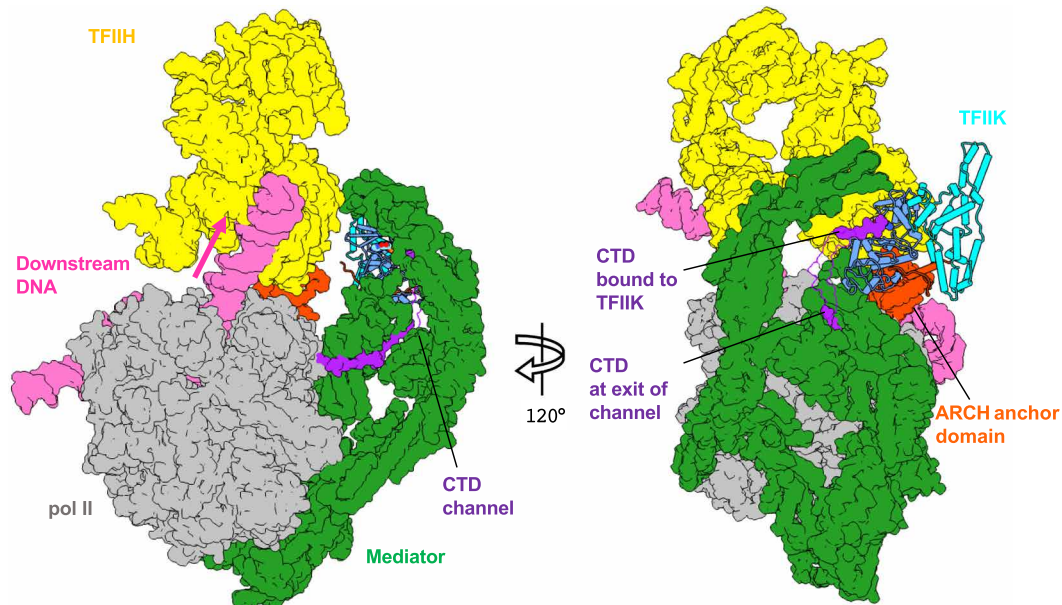 TFIIH
Downstream
DNA
pol II
CTD
channel
Mediator
120°
TFIIK
CTD
bound to
TFIIK
CTD
at exit of
channel
ARCH anchor
domain